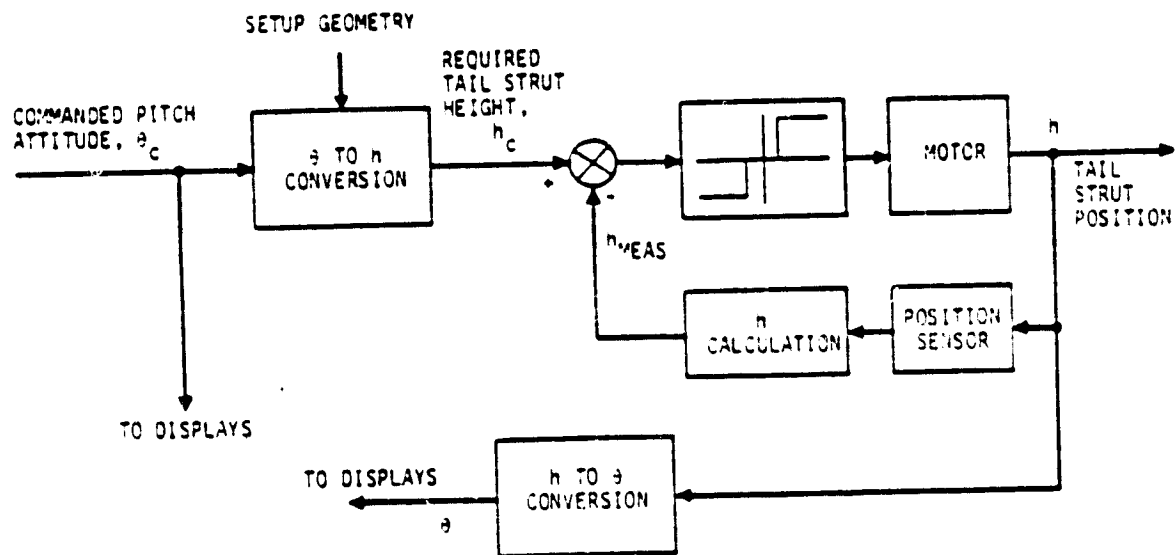 SETUP GEOMETRY
COMMANDED PITCH
ATTITUDE, θc
θ TO h
CONVERSION
REQUIRED
TAIL STRUT
HEIGHT,
hc
+
-
MOTOR
h
TAIL
STRUT
POSITION
hMEAS
h
CALCULATION
POSITION
SENSOR
TO DISPLAYS
TO DISPLAYS
θ
h TO θ
CONVERSION